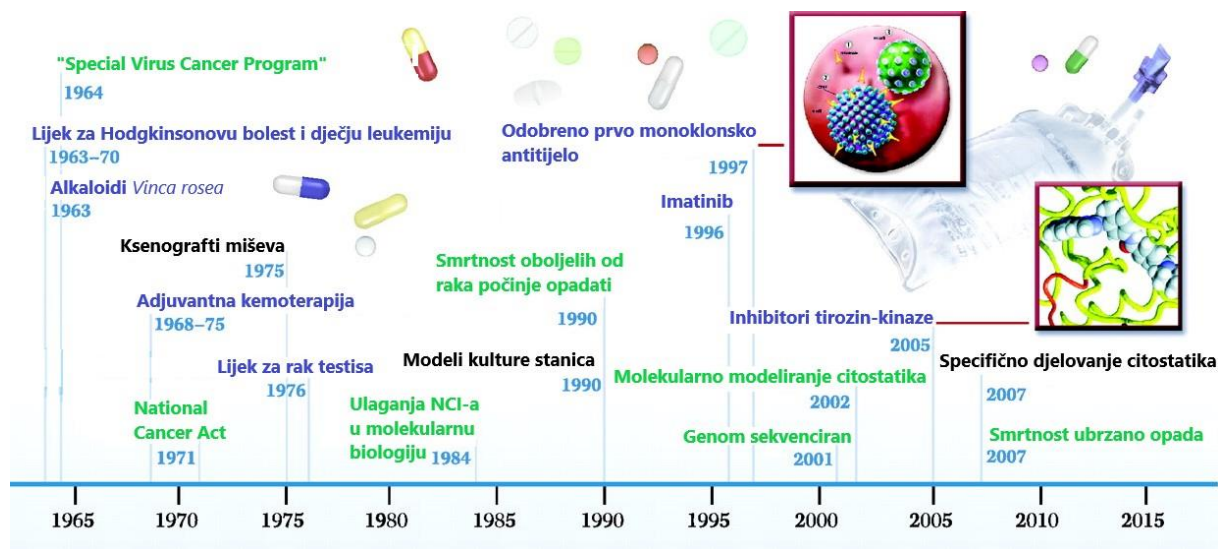 "Special Virus Cancer Program"
1964
Lijek za Hodgkinsonovu bolest i dječju leukemiju
1963–70
Alkaloidi Vinca rosea
1963
Ksenografti miševa
1975
Adjuvantna kemoterapija
1968–75
Lijek za rak testisa
1976
National
Cancer Act
1971
Ulaganja NCI-a
u molekularnu
biologiju
1984
Smrtnost oboljelih od
raka počinje opadati
1990
Modeli kulture stanica
1990
Odobreno prvo monoklonsko
antitijelo
1997
Imatinib
1996
Inhibitori tirozin-kinaze
2005
Molekularno modeliranje citostatika
2002
Genom sekvenciran
2001
Specifično djelovanje citostatika
2007
Smrtnost ubrzano opada
2007
1965 1970 1975 1980 1985 1990 1995 2000 2005 2010 2015